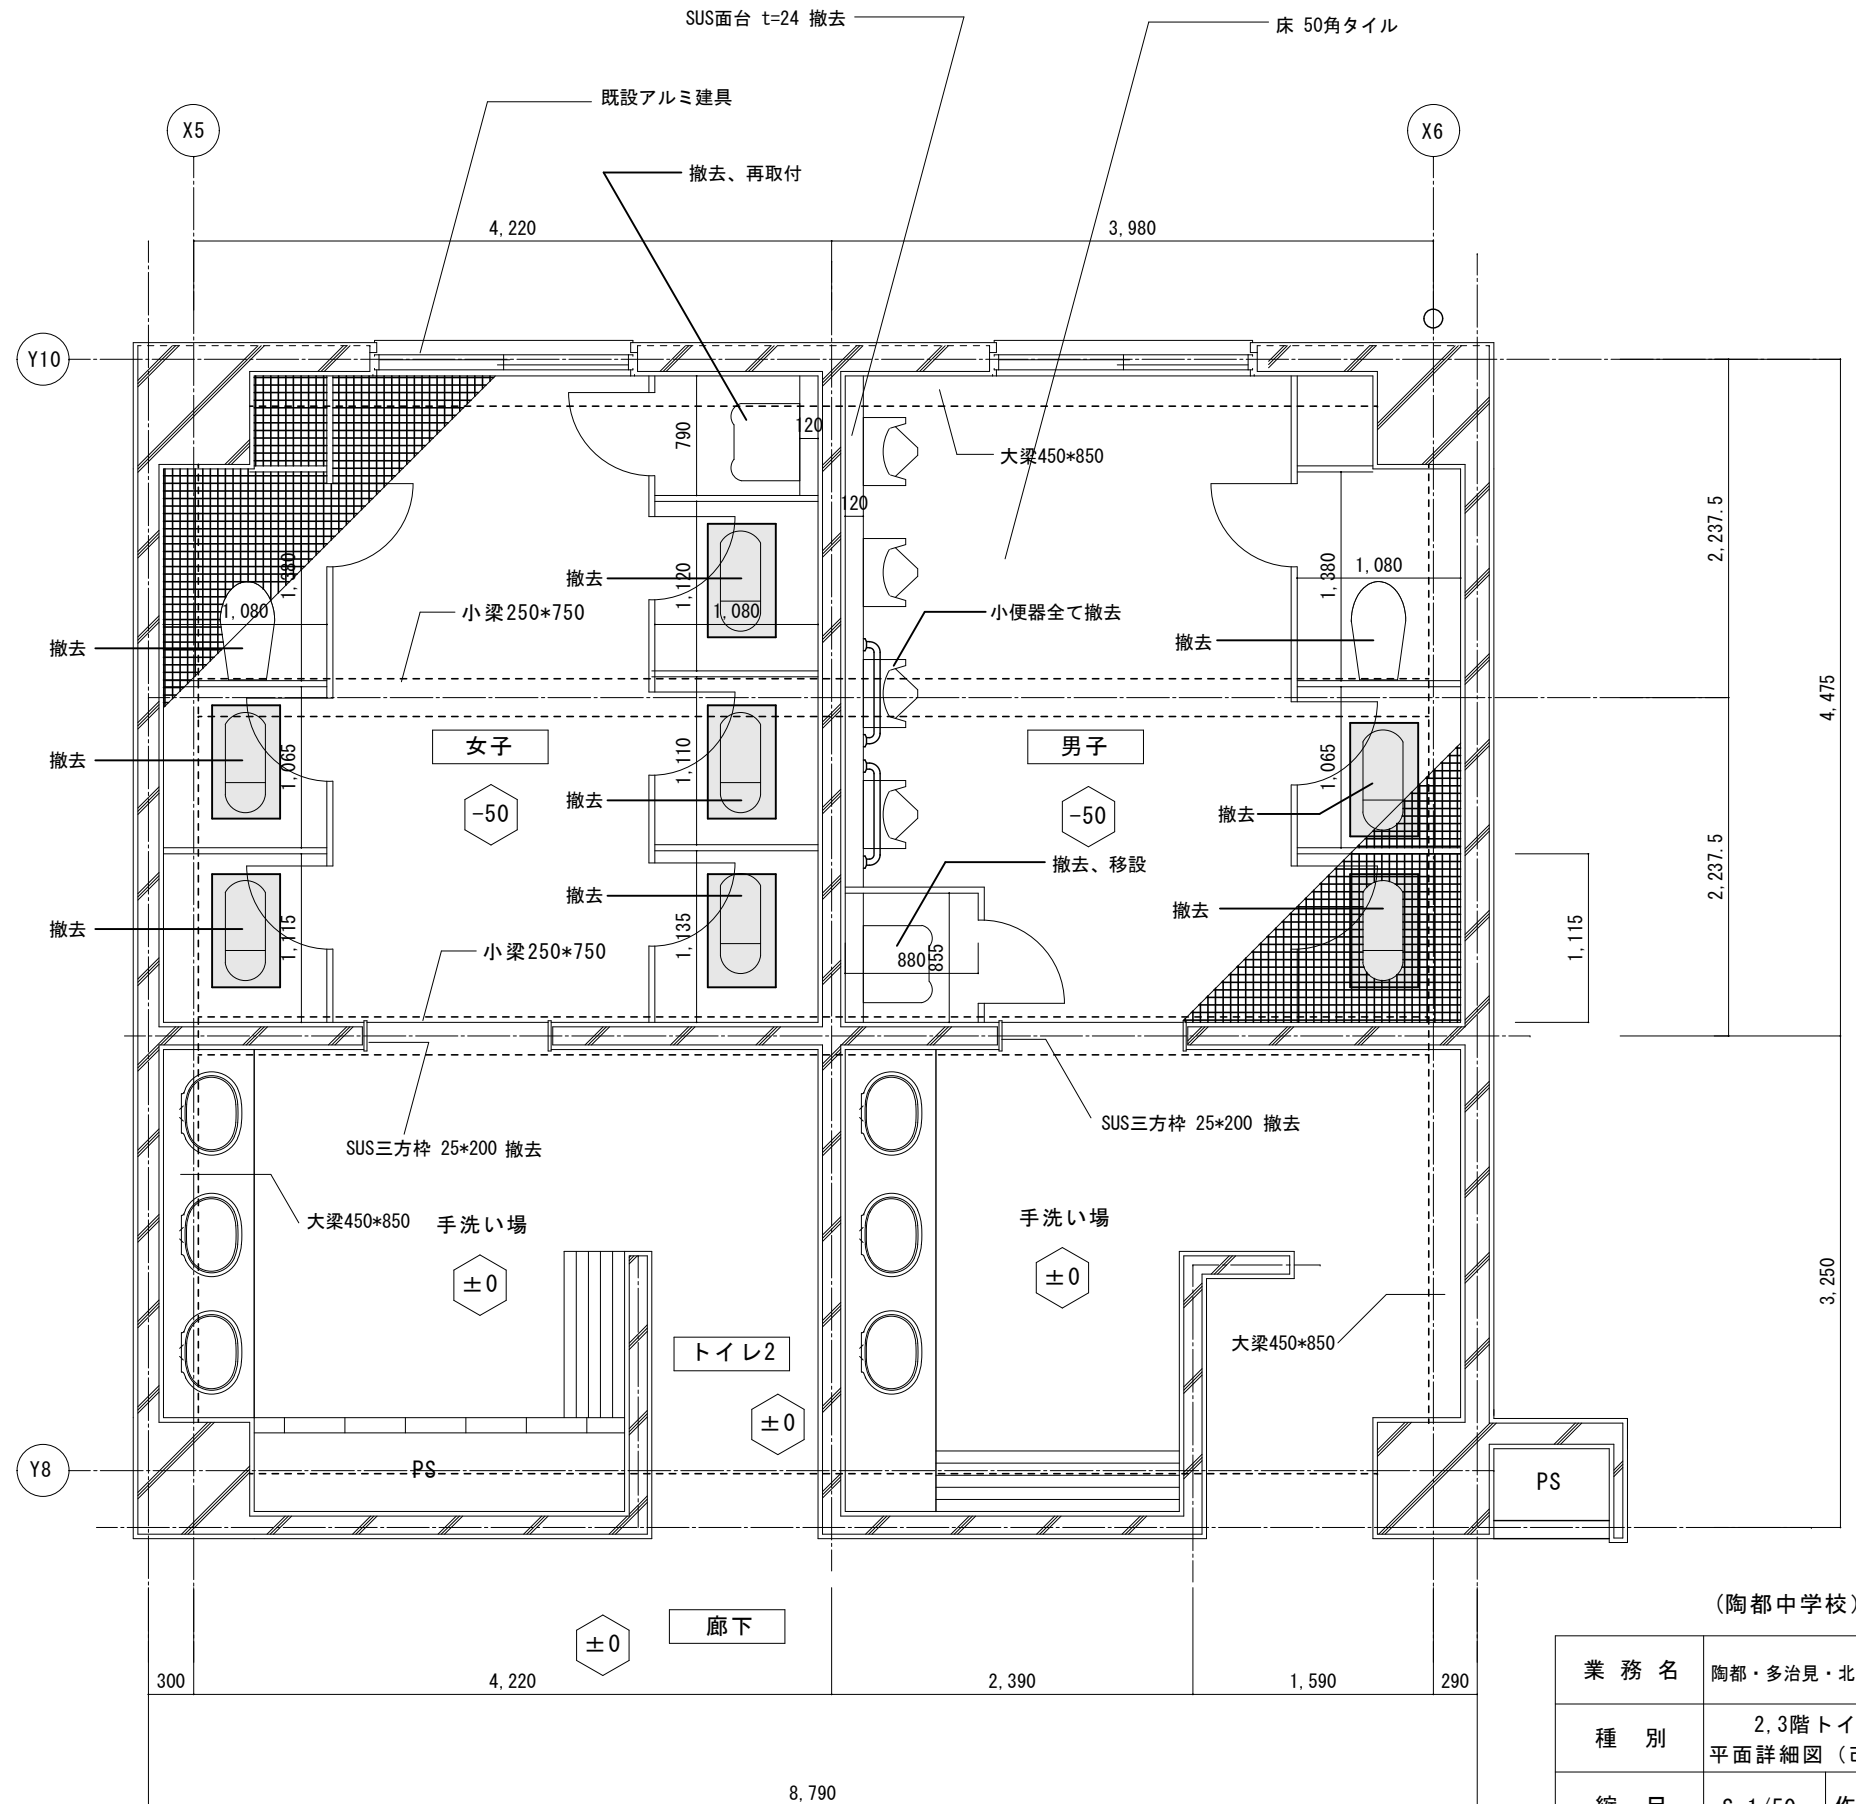 SUS面台 t=24 撤去
床 50角タイル
既設アルミ建具
X5
X6
撤去、再取付
4,220
3,980
Y10
790
120
大梁450*850
120
2,237.5
撤去
1,380
1,120
1,380
1,080
1,080
小梁250*750
1,080
小便器全て撤去
撤去
撤去
4,475
女子
男子
撤去
1,065
1,110
1,065
-50
撤去
-50
撤去
2,237.5
撤去、移設
撤去
撤去
撤去
1,115
1,115
1,135
小梁250*750
880
855
SUS三方枠 25*200 撤去
SUS三方枠 25*200 撤去
大梁450*850
手洗い場
手洗い場
±0
±0
3,250
トイレ2
大梁450*850
±0
Y8
PS
PS
(陶都中学校)
±0
廊下
300
4,220
2,390
1,590
290
業務名
陶都・多治見・北
種別
2,3階トイ
平面詳細図
8,790